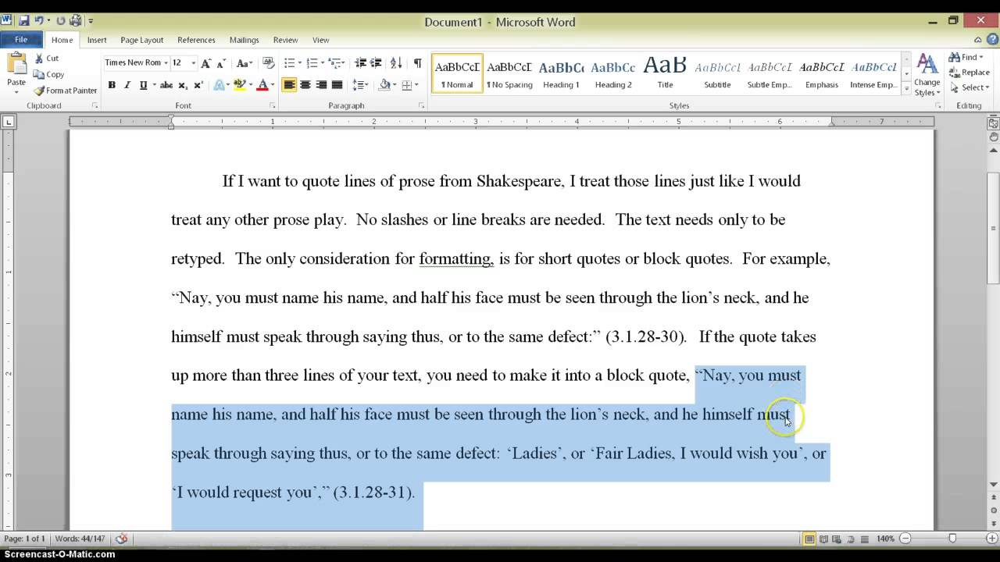 Document1 - Microsoft Word
File Home Insert Page Layout References Mailings Review View
Paste
Cut
Copy
Format Painter
Clipboard
Times New Rom 12
Font
Paragraph
AaBbCcI AaBbCcI AaBbCc AaBbCc AaB AaBbCcI AaBbCcI AaBbCcI AaBbCcI
¶ Normal ¶ No Spacing Heading 1 Heading 2 Title Subtitle Subtle Emp... Emphasis Intense Emp...
Change Styles
Styles
Find
Replace
Select
Editing
1 2 3 4 5 6 7
If I want to quote lines of prose from Shakespeare, I treat those lines just like I would
treat any other prose play.  No slashes or line breaks are needed.  The text needs only to be
retyped.  The only consideration for formatting, is for short quotes or block quotes.  For example,
“Nay, you must name his name, and half his face must be seen through the lion’s neck, and he
himself must speak through saying thus, or to the same defect:” (3.1.28-30).  If the quote takes
up more than three lines of your text, you need to make it into a block quote, “Nay, you must
name his name, and half his face must be seen through the lion’s neck, and he himself must
speak through saying thus, or to the same defect:  ‘Ladies’, or ‘Fair Ladies, I would wish you’, or
‘I would request you’,” (3.1.28-31).
1
2
3
Page: 1 of 1 Words: 44/147 140%
Screencast-O-Matic.com